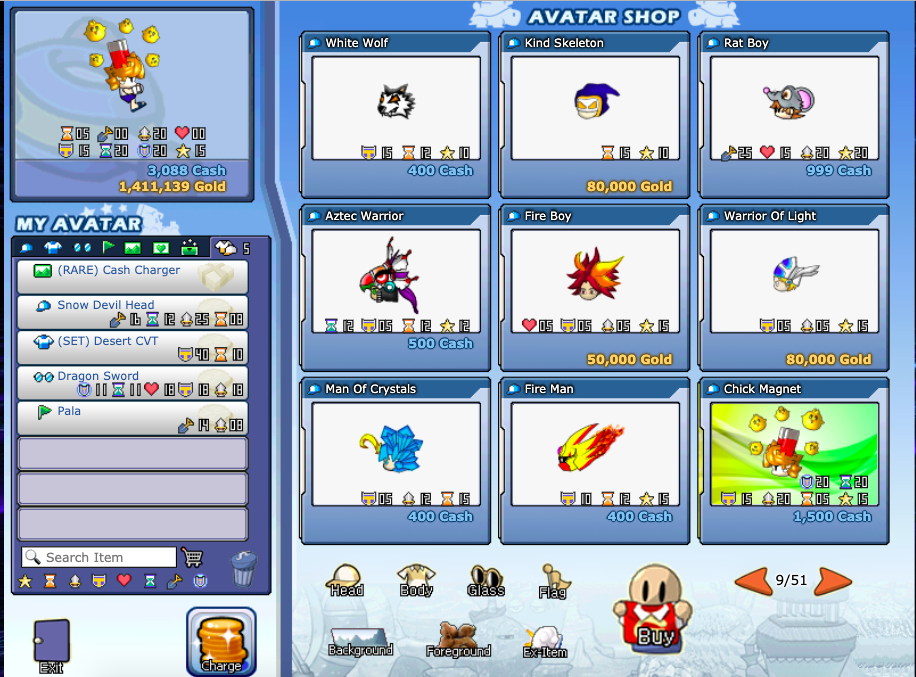 AVATAR SHOP
05 00 20 00
15 20 20 15
3,088 Cash
1,411,139 Gold
MY AVATAR
5
(RARE) Cash Charger
Snow Devil Head
16 12 25 08
(SET) Desert CVT
40 10
Dragon Sword
11 11 18 18 18
Pala
14 08
Search Item
Exit
Charge
White Wolf
15 12 10
400 Cash
Kind Skeleton
15 10
80,000 Gold
Rat Boy
25 15 20 20
999 Cash
Aztec Warrior
12 05 12 12
500 Cash
Fire Boy
05 05 05 15
50,000 Gold
Warrior Of Light
05 05 15
80,000 Gold
Man Of Crystals
05 12 15
400 Cash
Fire Man
10 12 15
400 Cash
Chick Magnet
20 20
15 20 05 15
1,500 Cash
Head
Body
Glass
Flag
Background
Foreground
Ex-Item
Buy
9/51